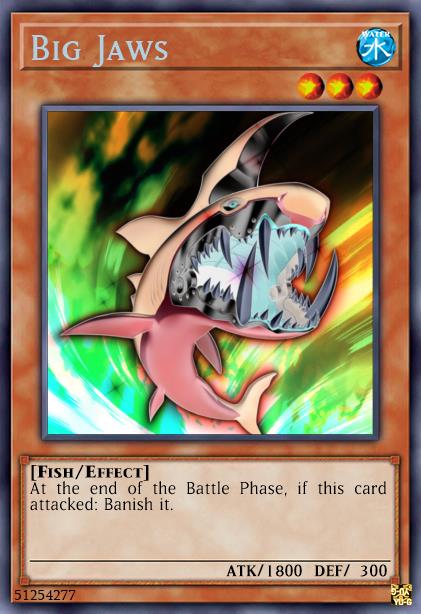 Big Jaws
WATER
水
[Fish/Effect]
At the end of the Battle Phase, if this card
attacked: Banish it.
ATK/1800 DEF/ 300
51254277